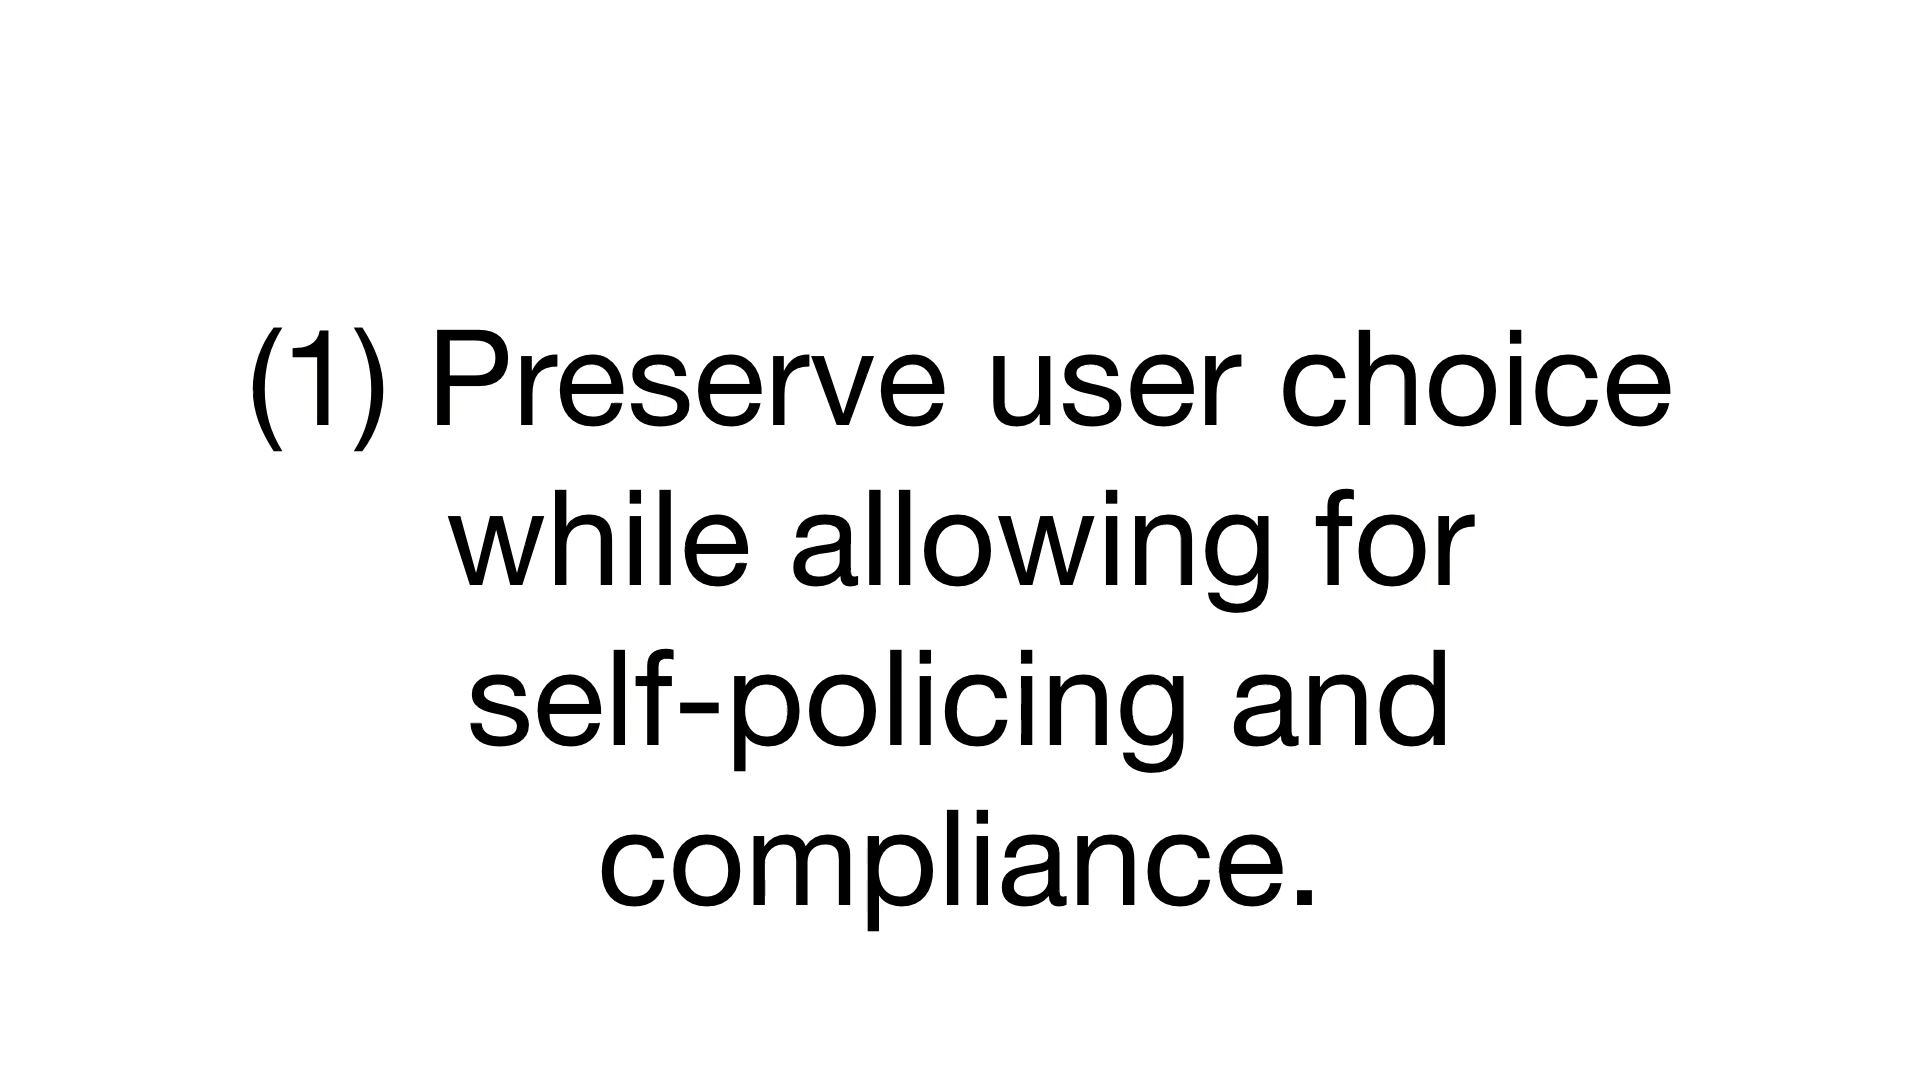 (1) Preserve user choice
while allowing for
self-policing and
compliance.